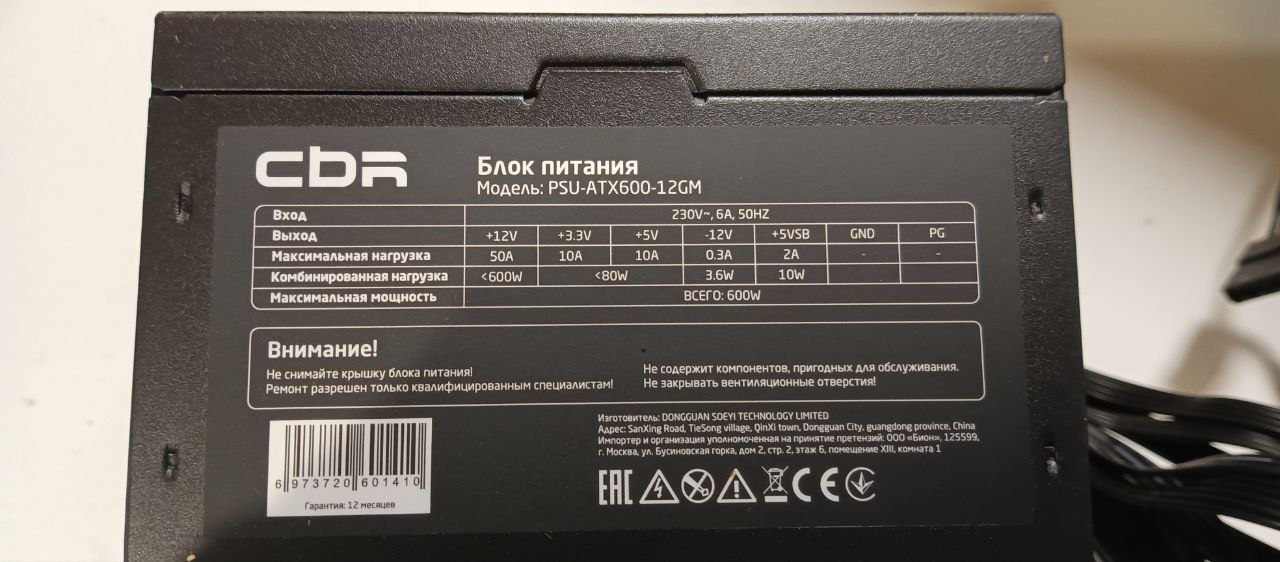 cbr
Блок питания
Модель: PSU-ATX600-12GM
Вход 230V~, 6A, 50HZ
Выход +12V +3.3V +5V -12V +5VSB GND PG
Максимальная нагрузка 50A 10A 10A 0.3A 2A - -
Комбинированная нагрузка <600W <80W 3.6W 10W
Максимальная мощность ВСЕГО: 600W
Внимание!
Не снимайте крышку блока питания!
Ремонт разрешен только квалифицированным специалистам!
Не содержит компонентов, пригодных для обслуживания.
Не закрывать вентиляционные отверстия!
Изготовитель: DONGGUAN SOEYI TECHNOLOGY LIMITED
Адрес: SanXing Road, TieSong village, QinXi town, Dongguan City, guangdong province, China
Импортер и организация уполномоченная на принятие претензий: ООО «Бион», 125599,
г. Москва, ул. Бусиновская горка, дом 2, стр. 2, этаж 6, помещение XIII, комната 1
6 973720 601410
Гарантия: 12 месяцев
EAC CE